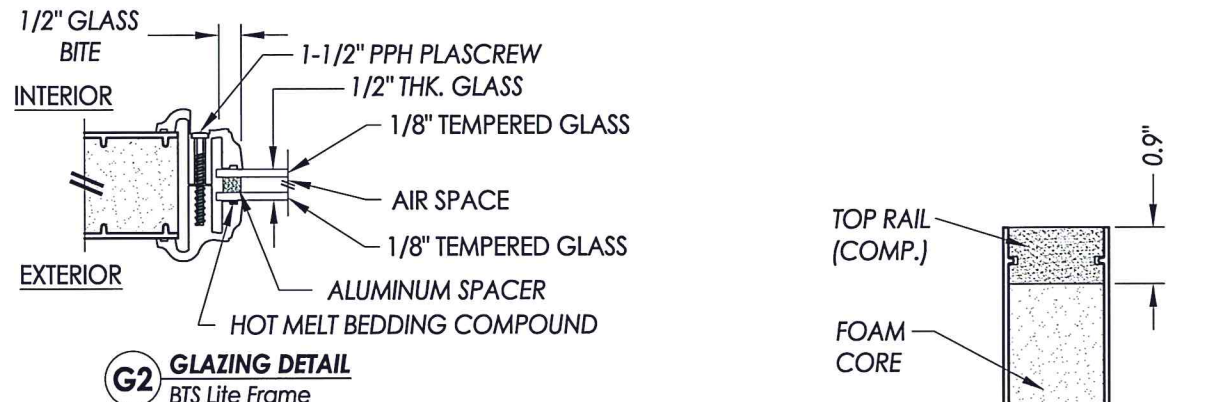 1/2" GLASS
BITE
1-1/2" PPH PLASCREW
1/2" THK. GLASS
INTERIOR
1/8" TEMPERED GLASS
AIR SPACE
1/8" TEMPERED GLASS
EXTERIOR
ALUMINUM SPACER
HOT MELT BEDDING COMPOUND
G2 GLAZING DETAIL
BTS Lite Frame
0.9"
TOP RAIL
(COMP.)
FOAM
CORE